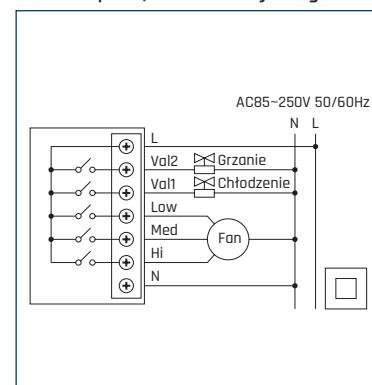 AC85~250V 50/60Hz
N L
L
Val2 Grzanie
Val1 Chłodzenie
Low
Med
Fan
Hi
N